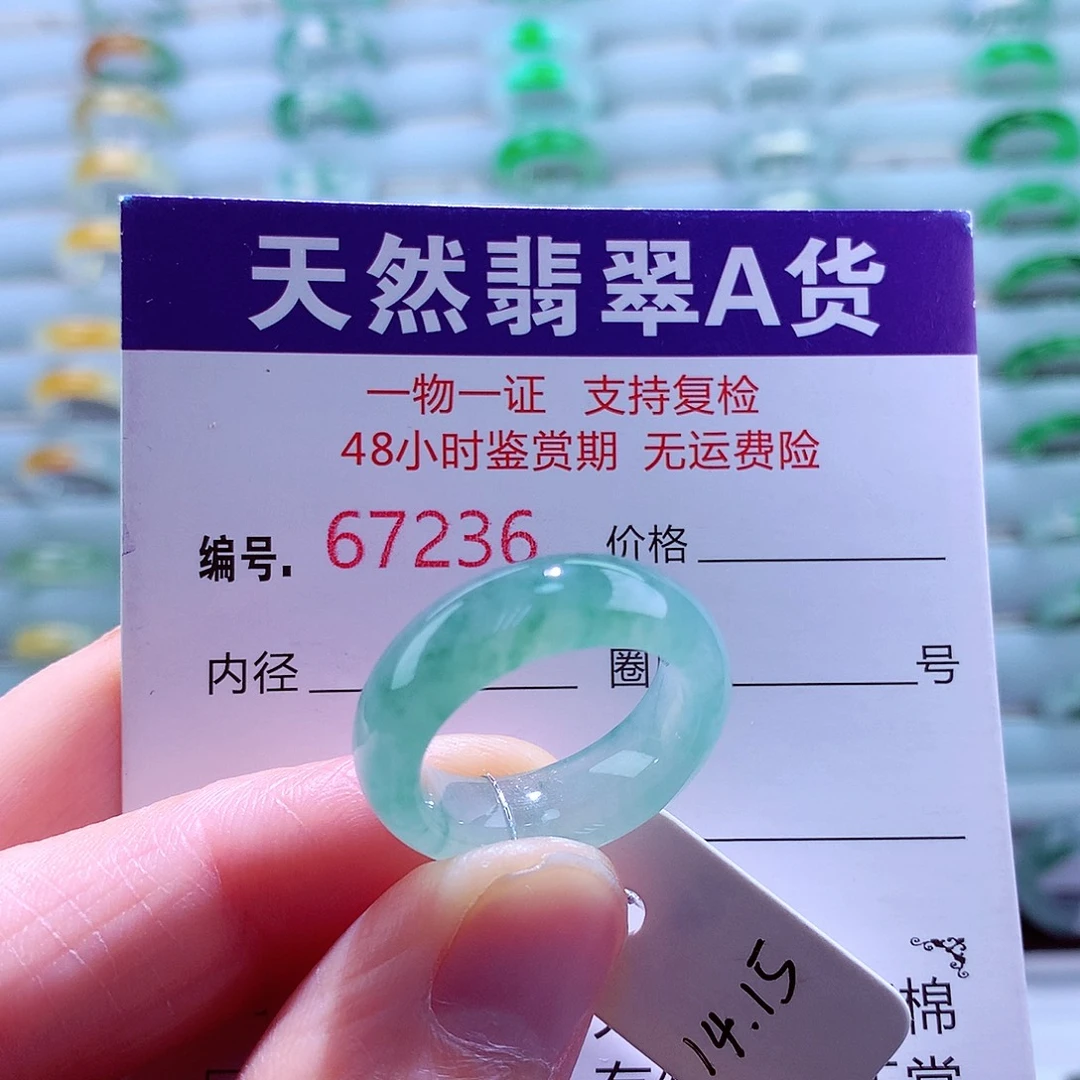 天然翡翠A货
一物一证 支持复检
48小时鉴赏期 无运费险
编号. 67236 价格
内径 圈 号
14.15
棉